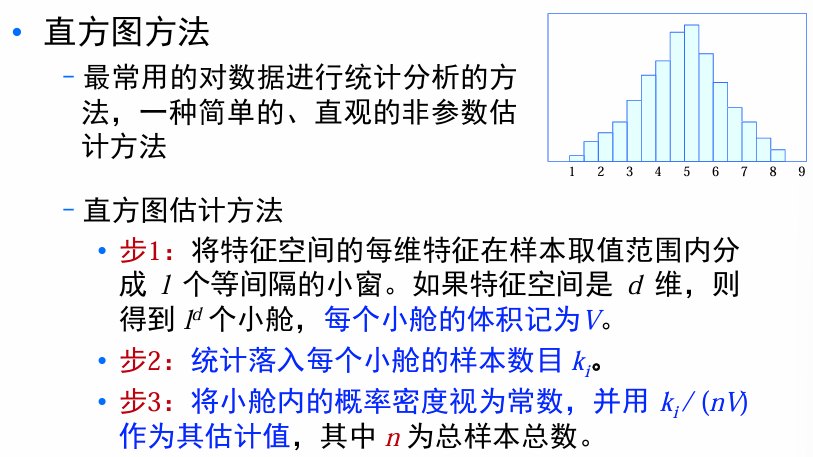 • 直方图方法
– 最常用的对数据进行统计分析的方
法，一种简单的、直观的非参数估
计方法
1 2 3 4 5 6 7 8 9
– 直方图估计方法
• 步1：将特征空间的每维特征在样本取值范围内分
成 l 个等间隔的小窗。如果特征空间是 d 维，则
得到 l^d 个小舱，每个小舱的体积记为V。
• 步2：统计落入每个小舱的样本数目 k_i。
• 步3：将小舱内的概率密度视为常数，并用 k_i / (nV)
作为其估计值，其中 n 为总样本总数。